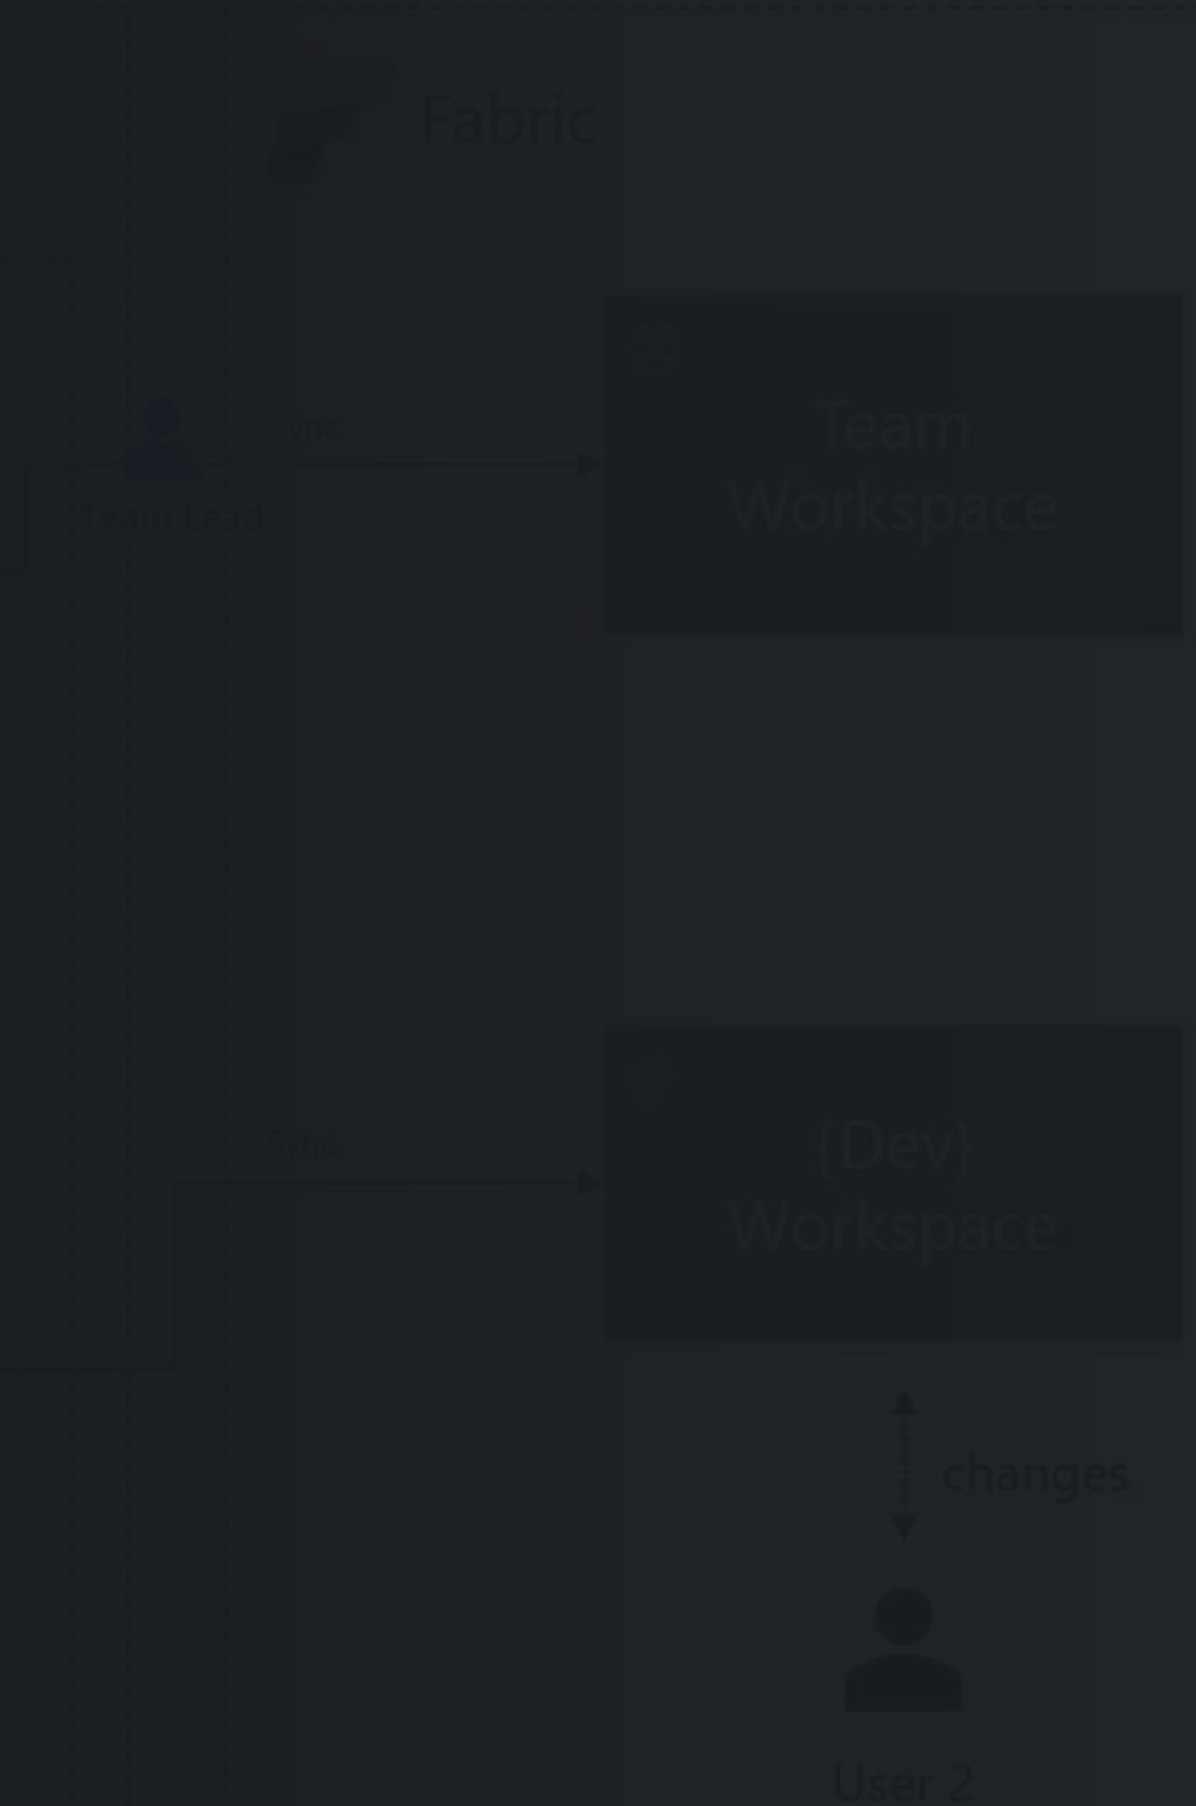 Fabric
Sync
Team Lead
Team
Workspace
Sync
{Dev}
Workspace
changes
User 2